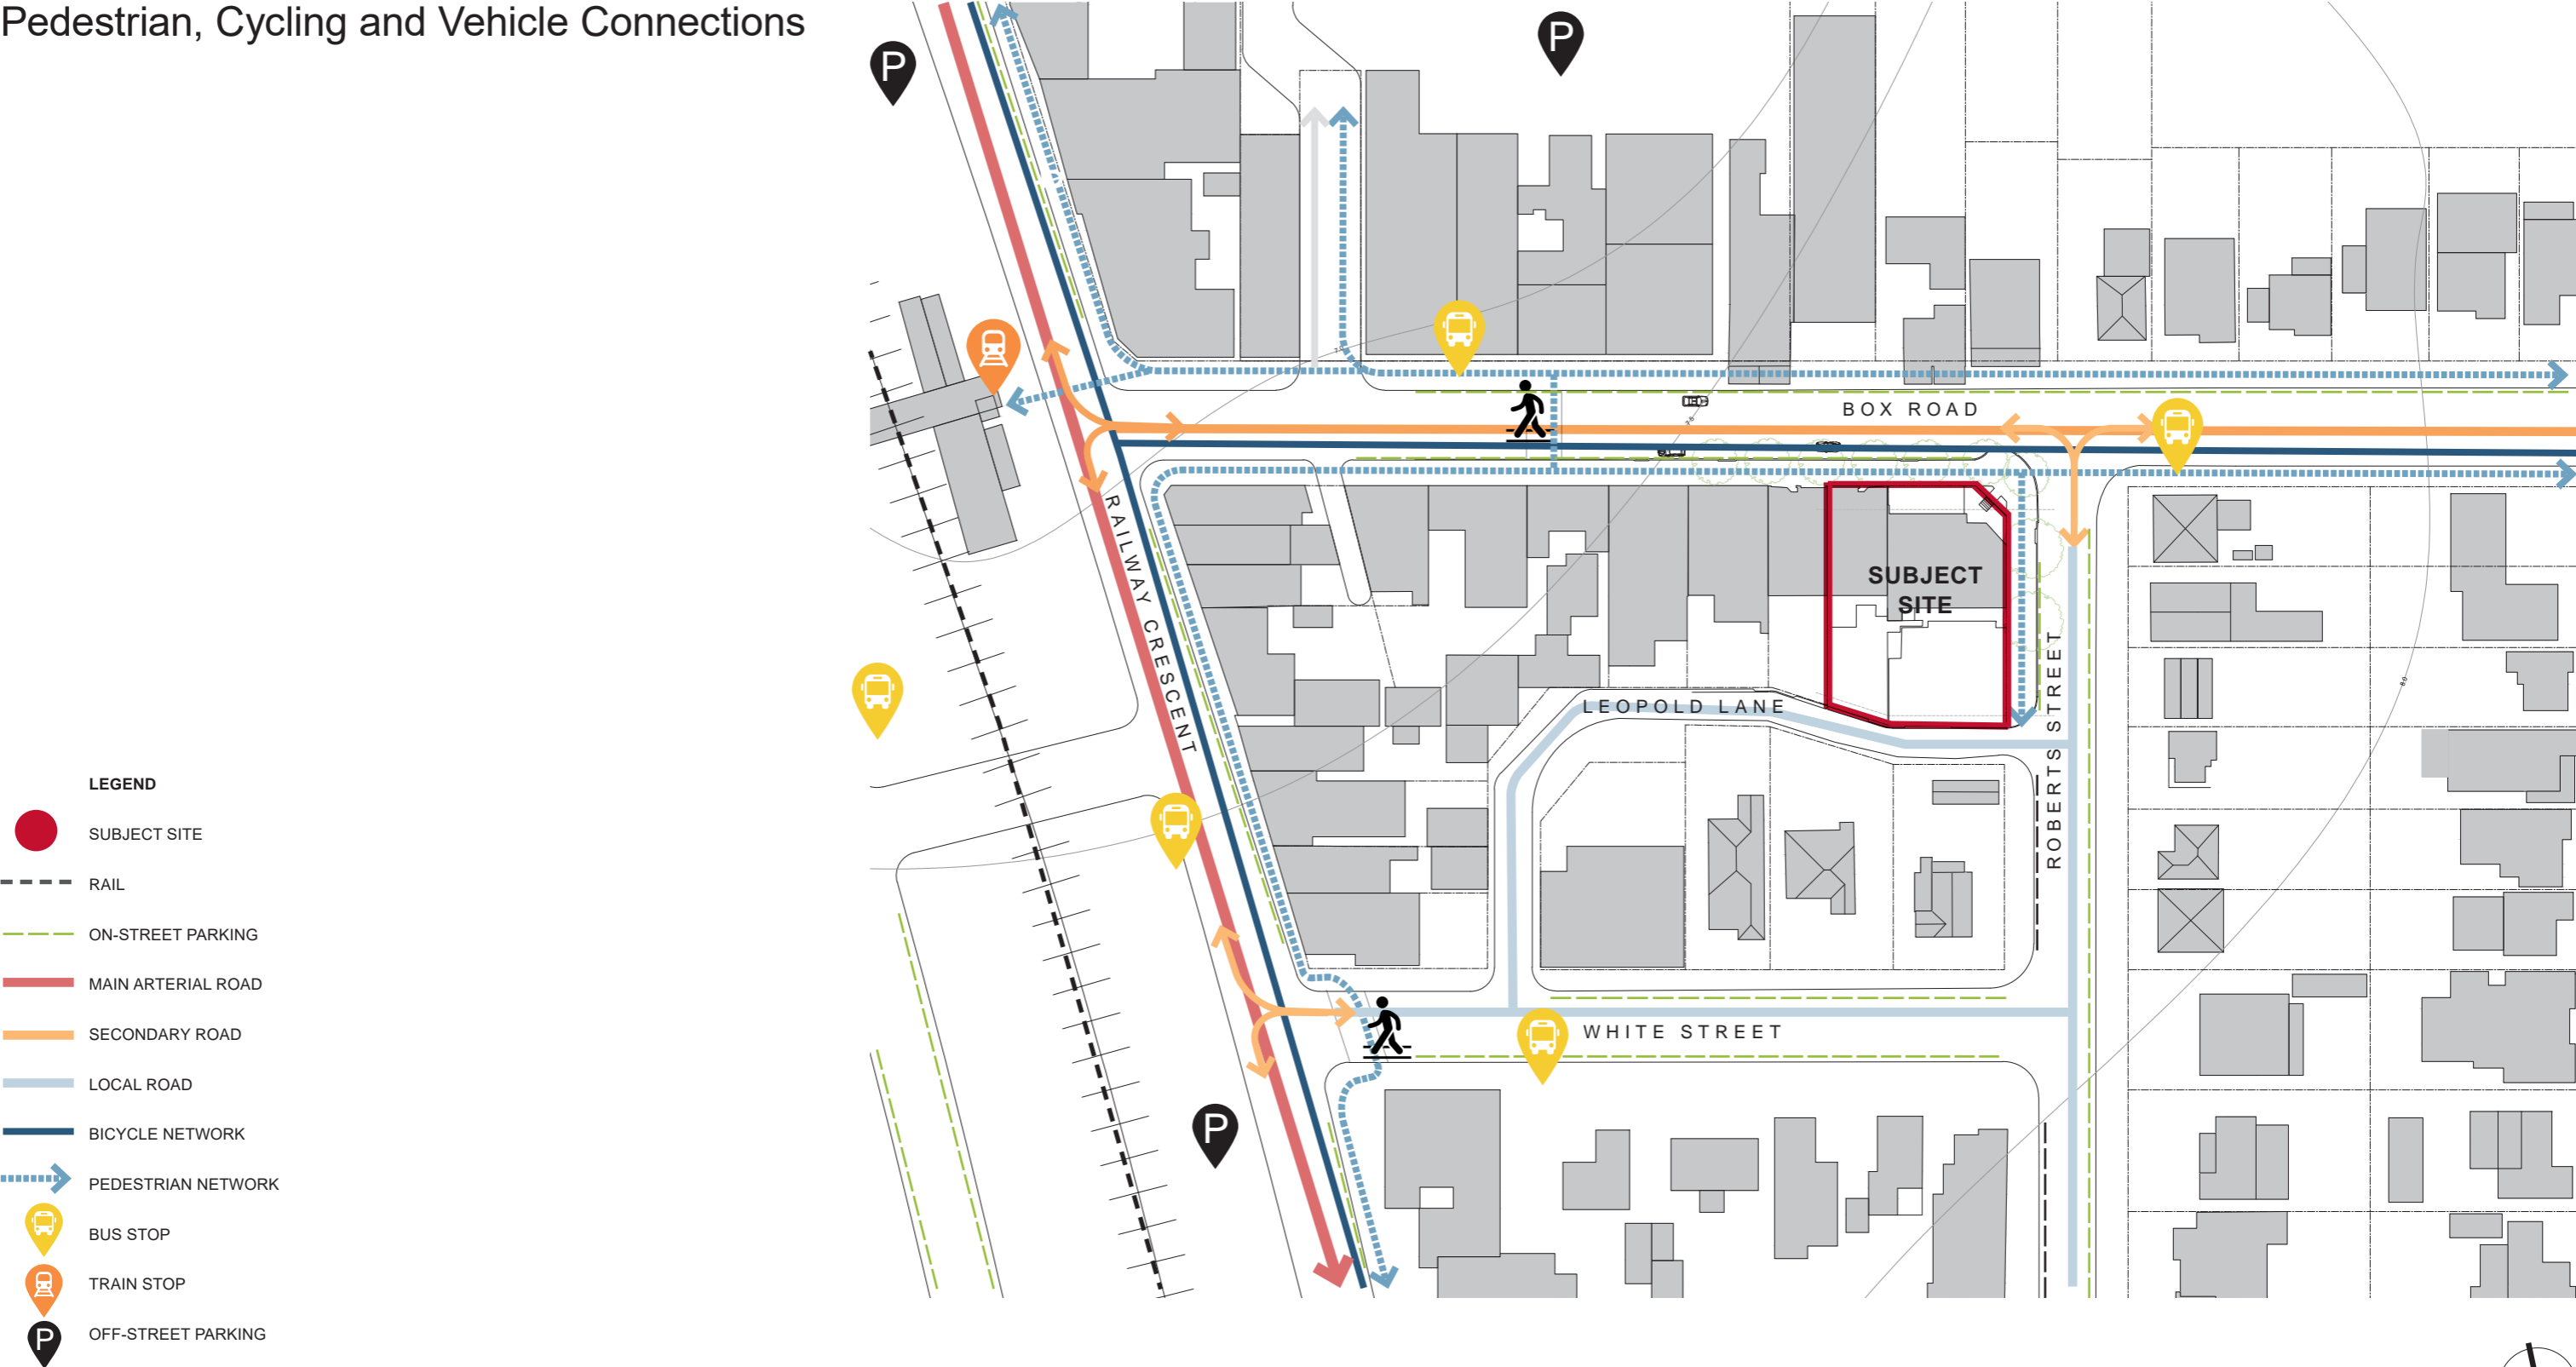 Pedestrian, Cycling and Vehicle Connections
P
P
BOX ROAD
RAILWAY CRESCENT
SUBJECT
SITE
LEOPOLD LANE
ROBERTS STREET
WHITE STREET
P
LEGEND
SUBJECT SITE
RAIL
ON-STREET PARKING
MAIN ARTERIAL ROAD
SECONDARY ROAD
LOCAL ROAD
BICYCLE NETWORK
PEDESTRIAN NETWORK
BUS STOP
TRAIN STOP
P
OFF-STREET PARKING